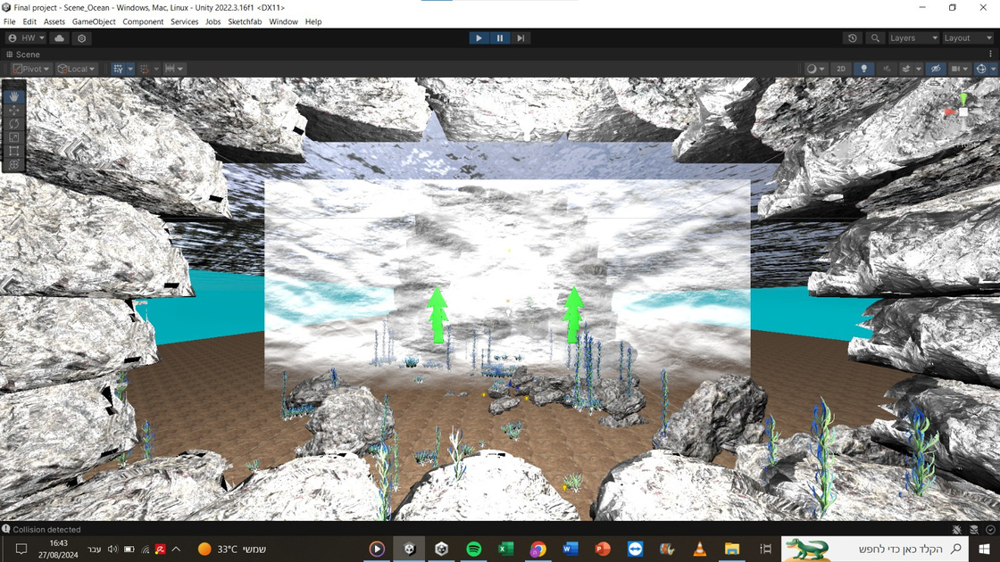 Final project - Scene_Ocean - Windows, Mac, Linux - Unity 2022.3.16f1 <DX11>
File Edit Assets GameObject Component Services Jobs Sketchfab Window Help
HW Layers Layout
Scene
Pivot Local 2D
Collision detected
16:43
27/08/2024
עבר
33°C שמשי
הקלד כאן כדי לחפש